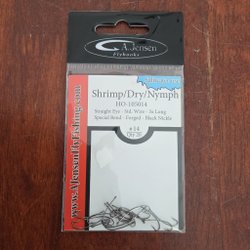 A.Jensen
Flyhooks
Shrimp/Dry/Nymph
HO-105014
Straight Eye - Std. Wire - 3x Long
Special Bend - Forged - Black Nickle
#14
Qty 20
www.AJensenFlyFishing.com